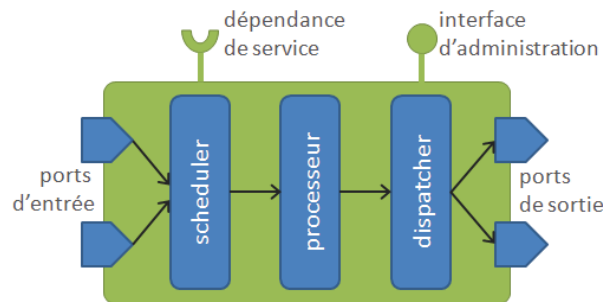 dépendance
de service
interface
d'administration
ports
d'entrée
scheduler
processeur
dispatcher
ports
de sortie